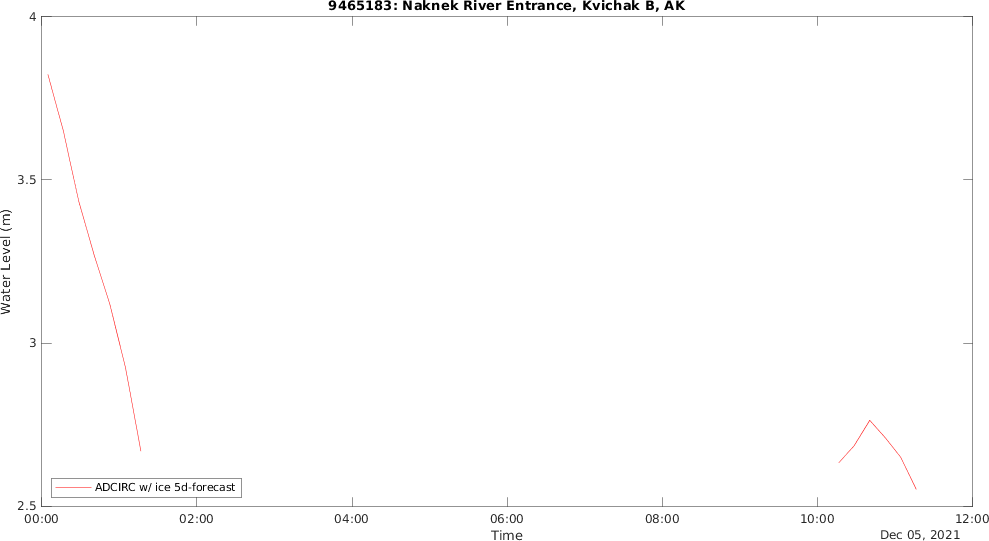 9465183: Naknek River Entrance, Kvichak B, AK
4
3.5
3
2.5
Water Level (m)
ADCIRC w/ ice 5d-forecast
00:00 02:00 04:00 06:00 08:00 10:00 12:00
Time
Dec 05, 2021